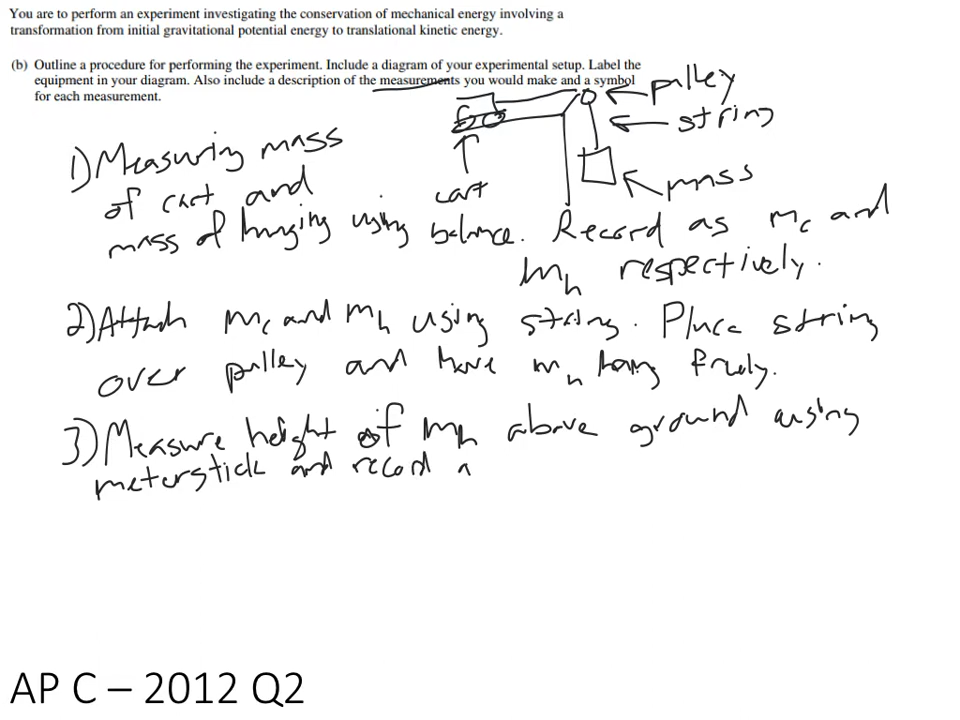 You are to perform an experiment investigating the conservation of mechanical energy involving a
transformation from initial gravitational potential energy to translational kinetic energy.
(b) Outline a procedure for performing the experiment. Include a diagram of your experimental setup. Label the
equipment in your diagram. Also include a description of the measurements you would make and a symbol
for each measurement.
pulley
string
mass
cart
1) Measuring mass
of cart and
mass of hanging using balance. Record as mc and
mh respectively.
2) Attach mc and mh using string. Place string
over pulley and have mh hang freely.
3) Measure height of mh above ground using
meterstick and record a
AP C – 2012 Q2